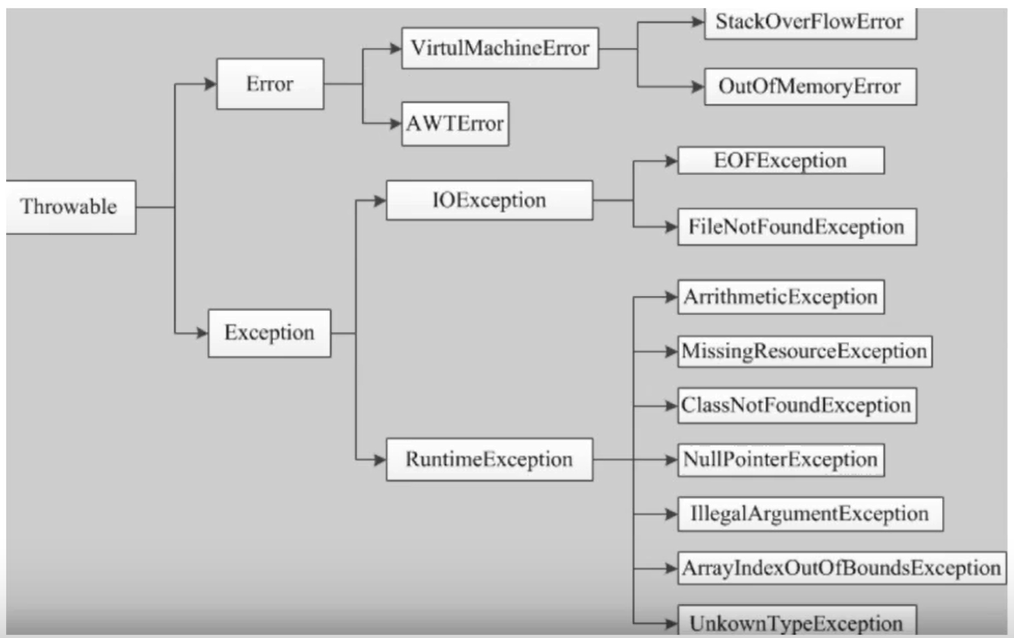 StackOverFlowError
VirtulMachineError
OutOfMemoryError
Error
AWTError
EOFException
IOException
Throwable
FileNotFoundException
ArrithmeticException
Exception
MissingResourceException
ClassNotFoundException
RuntimeException
NullPointerException
IllegalArgumentException
ArrayIndexOutOfBoundsException
UnkownTypeException